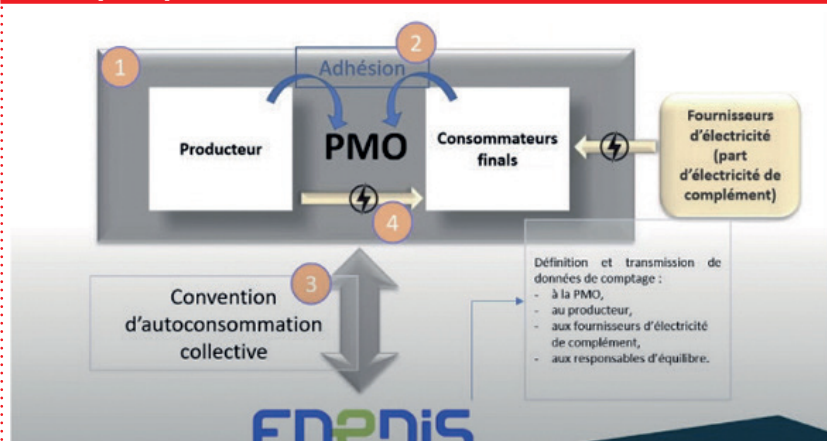 1
2
Adhésion
Producteur
PMO
Consommateurs
finals
Fournisseurs
d'électricité
(part
d'électricité de
complément)
4
3
Convention
d'autoconsommation
collective
Définition et transmission de
données de comptage :
- à la PMO,
- au producteur,
- aux fournisseurs d'électricité
de complément,
- aux responsables d'équilibre.
ENEDIS